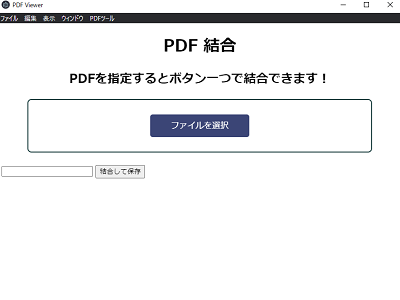 PDF Viewer
ファイル 編集 表示 ウィンドウ PDFツール
PDF 結合
PDFを指定するとボタン一つで結合できます！
ファイルを選択
結合して保存